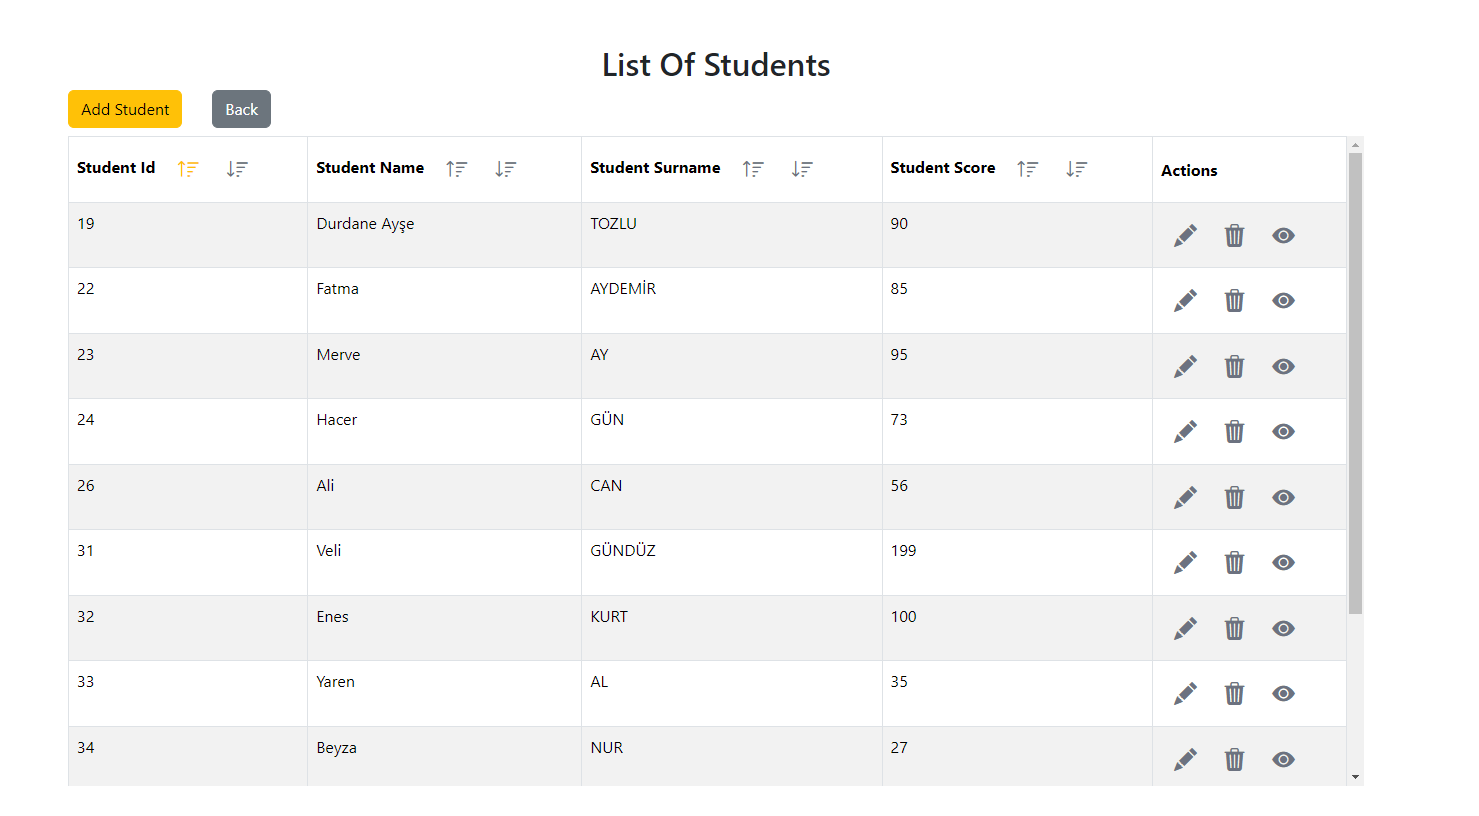 List Of Students
Add Student Back
Student Id Student Name Student Surname Student Score Actions
19 Durdane Ayşe TOZLU 90
22 Fatma AYDEMİR 85
23 Merve AY 95
24 Hacer GÜN 73
26 Ali CAN 56
31 Veli GÜNDÜZ 199
32 Enes KURT 100
33 Yaren AL 35
34 Beyza NUR 27